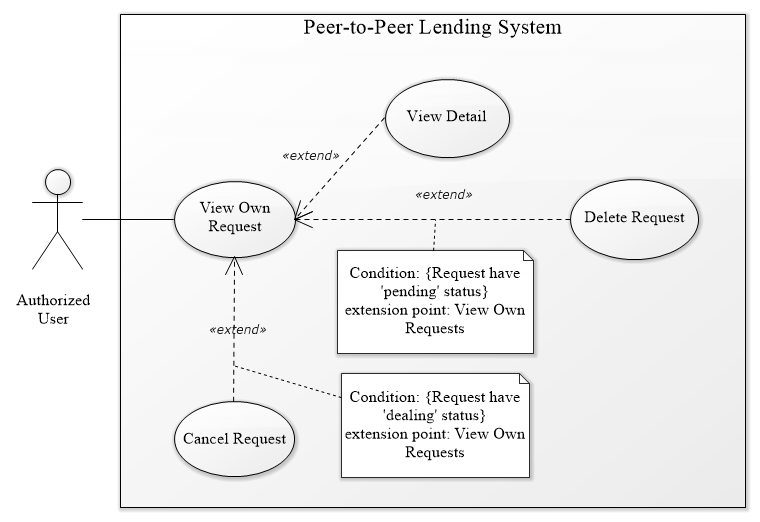 Peer-to-Peer Lending System
View Detail
«extend»
«extend»
View Own
Request
Delete Request
Authorized
User
Condition: {Request have
'pending' status}
extension point: View Own
Requests
«extend»
Condition: {Request have
'dealing' status}
extension point: View Own
Requests
Cancel Request